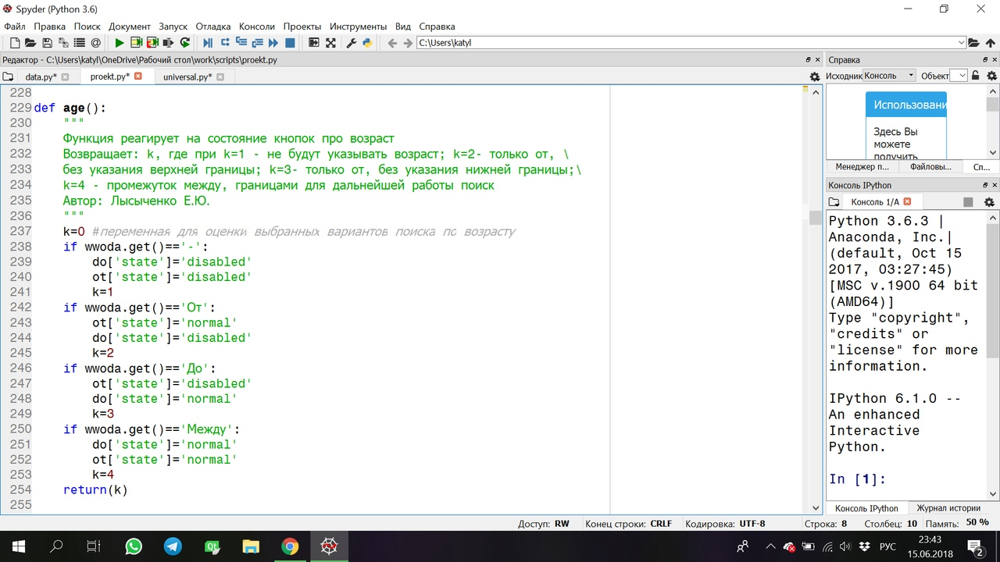 Spyder (Python 3.6)
Файл Правка Поиск Документ Запуск Отладка Консоли Проекты Инструменты Вид Справка
C:\Users\katyl
Редактор - C:\Users\katyl\OneDrive\Рабочий стол\work\scripts\proekt.py
data.py* proekt.py* universal.py*
228
229 def age():
230 """
231 Функция реагирует на состояние кнопок про возраст
232 Возвращает: k, где при k=1 - не будут указывать возраст; k=2- только от, \
233 без указания верхней границы; k=3- только от, без указания нижней границы;\
234 k=4 - промежуток между, границами для дальнейшей работы поиск
235 Автор: Лысыченко Е.Ю.
236 """
237 k=0 #переменная для оценки выбранных вариантов поиска по возрасту
238 if wwoda.get()=='-':
239 do['state']='disabled'
240 ot['state']='disabled'
241 k=1
242 if wwoda.get()=='От':
243 ot['state']='normal'
244 do['state']='disabled'
245 k=2
246 if wwoda.get()=='До':
247 ot['state']='disabled'
248 do['state']='normal'
249 k=3
250 if wwoda.get()=='Между':
251 do['state']='normal'
252 ot['state']='normal'
253 k=4
254 return(k)
255
Справка
Исходник Консоль Объект
Использовани
Здесь Вы
можете
получить
Менеджер п... Файловы... Сп...
Консоль IPython
Консоль 1/A
Python 3.6.3 |
Anaconda, Inc.|
(default, Oct 15
2017, 03:27:45)
[MSC v.1900 64 bit
(AMD64)]
Type "copyright",
"credits" or
"license" for more
information.
IPython 6.1.0 --
An enhanced
Interactive
Python.
In [1]:
Консоль IPython Журнал истории
Доступ: RW Конец строки: CRLF Кодировка: UTF-8 Строка: 8 Столбец: 10 Память: 50 %
РУС
23:43
15.06.2018
2